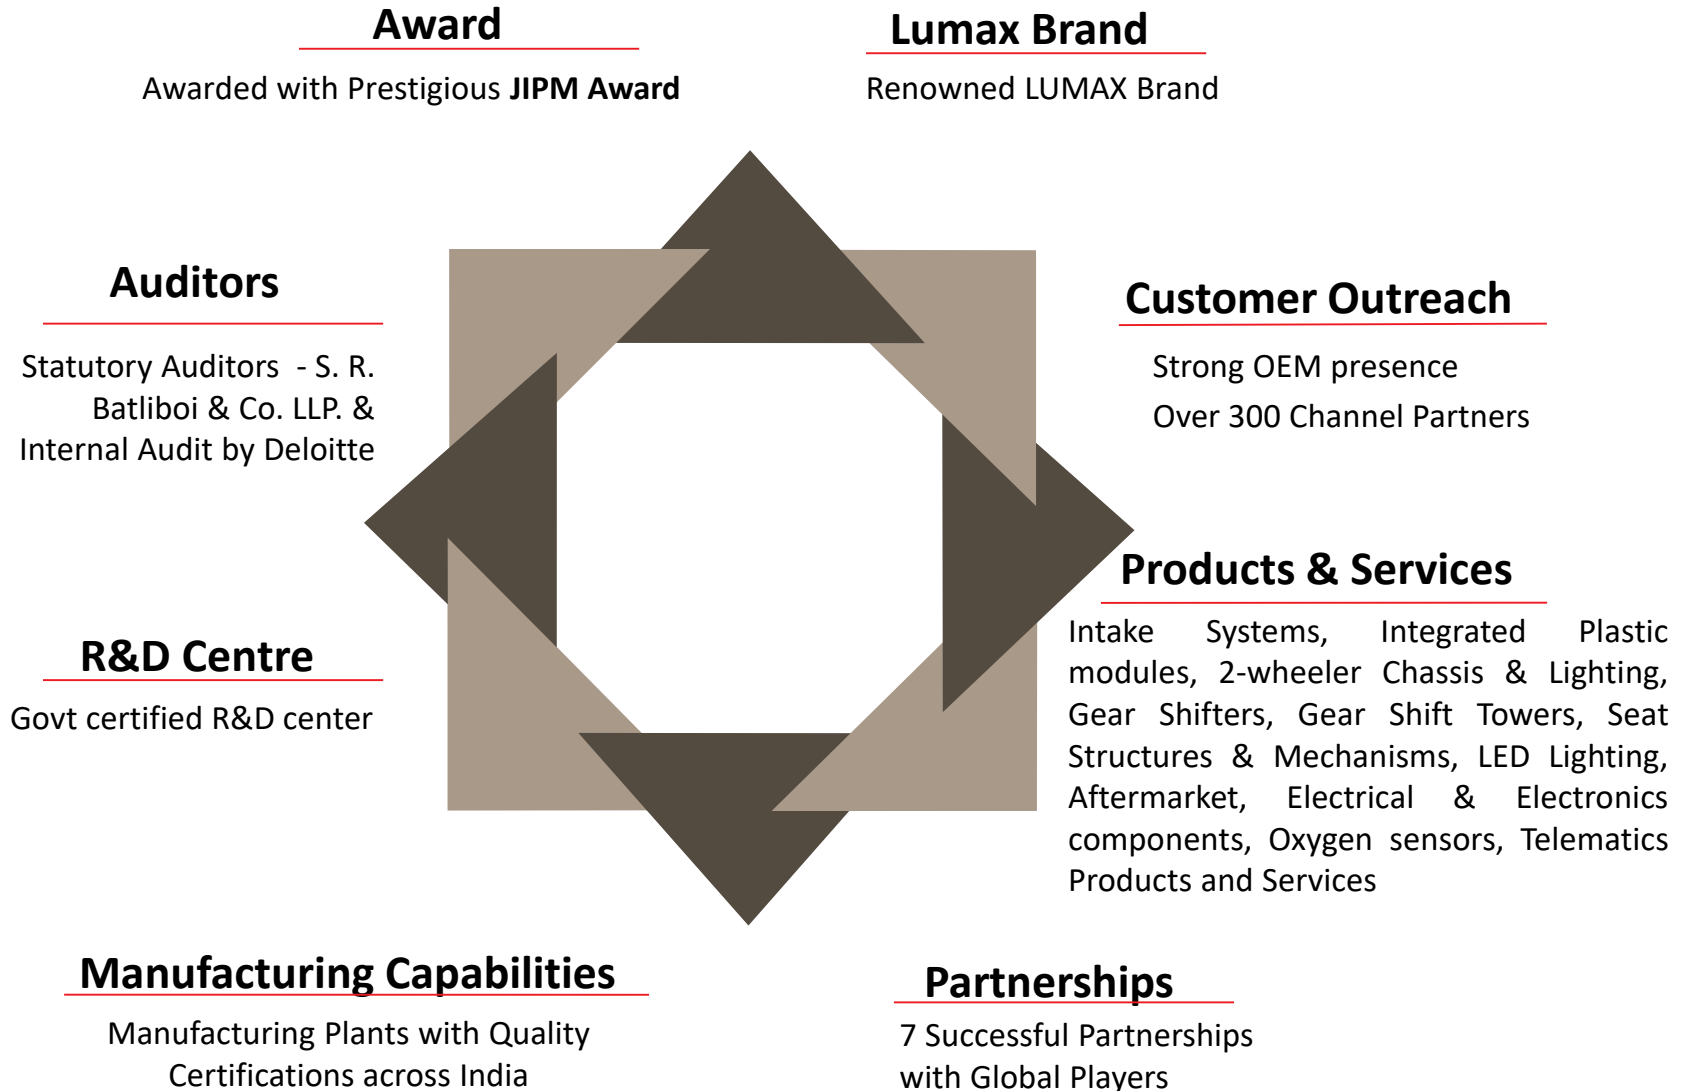 Award
Awarded with Prestigious JIPM Award
Lumax Brand
Renowned LUMAX Brand
Auditors
Statutory Auditors - S. R.
Batliboi & Co. LLP. &
Internal Audit by Deloitte
Customer Outreach
Strong OEM presence
Over 300 Channel Partners
R&D Centre
Govt certified R&D center
Products & Services
Intake Systems, Integrated Plastic
modules, 2-wheeler Chassis & Lighting,
Gear Shifters, Gear Shift Towers, Seat
Structures & Mechanisms, LED Lighting,
Aftermarket, Electrical & Electronics
components, Oxygen sensors, Telematics
Products and Services
Manufacturing Capabilities
Manufacturing Plants with Quality
Certifications across India
Partnerships
7 Successful Partnerships
with Global Players